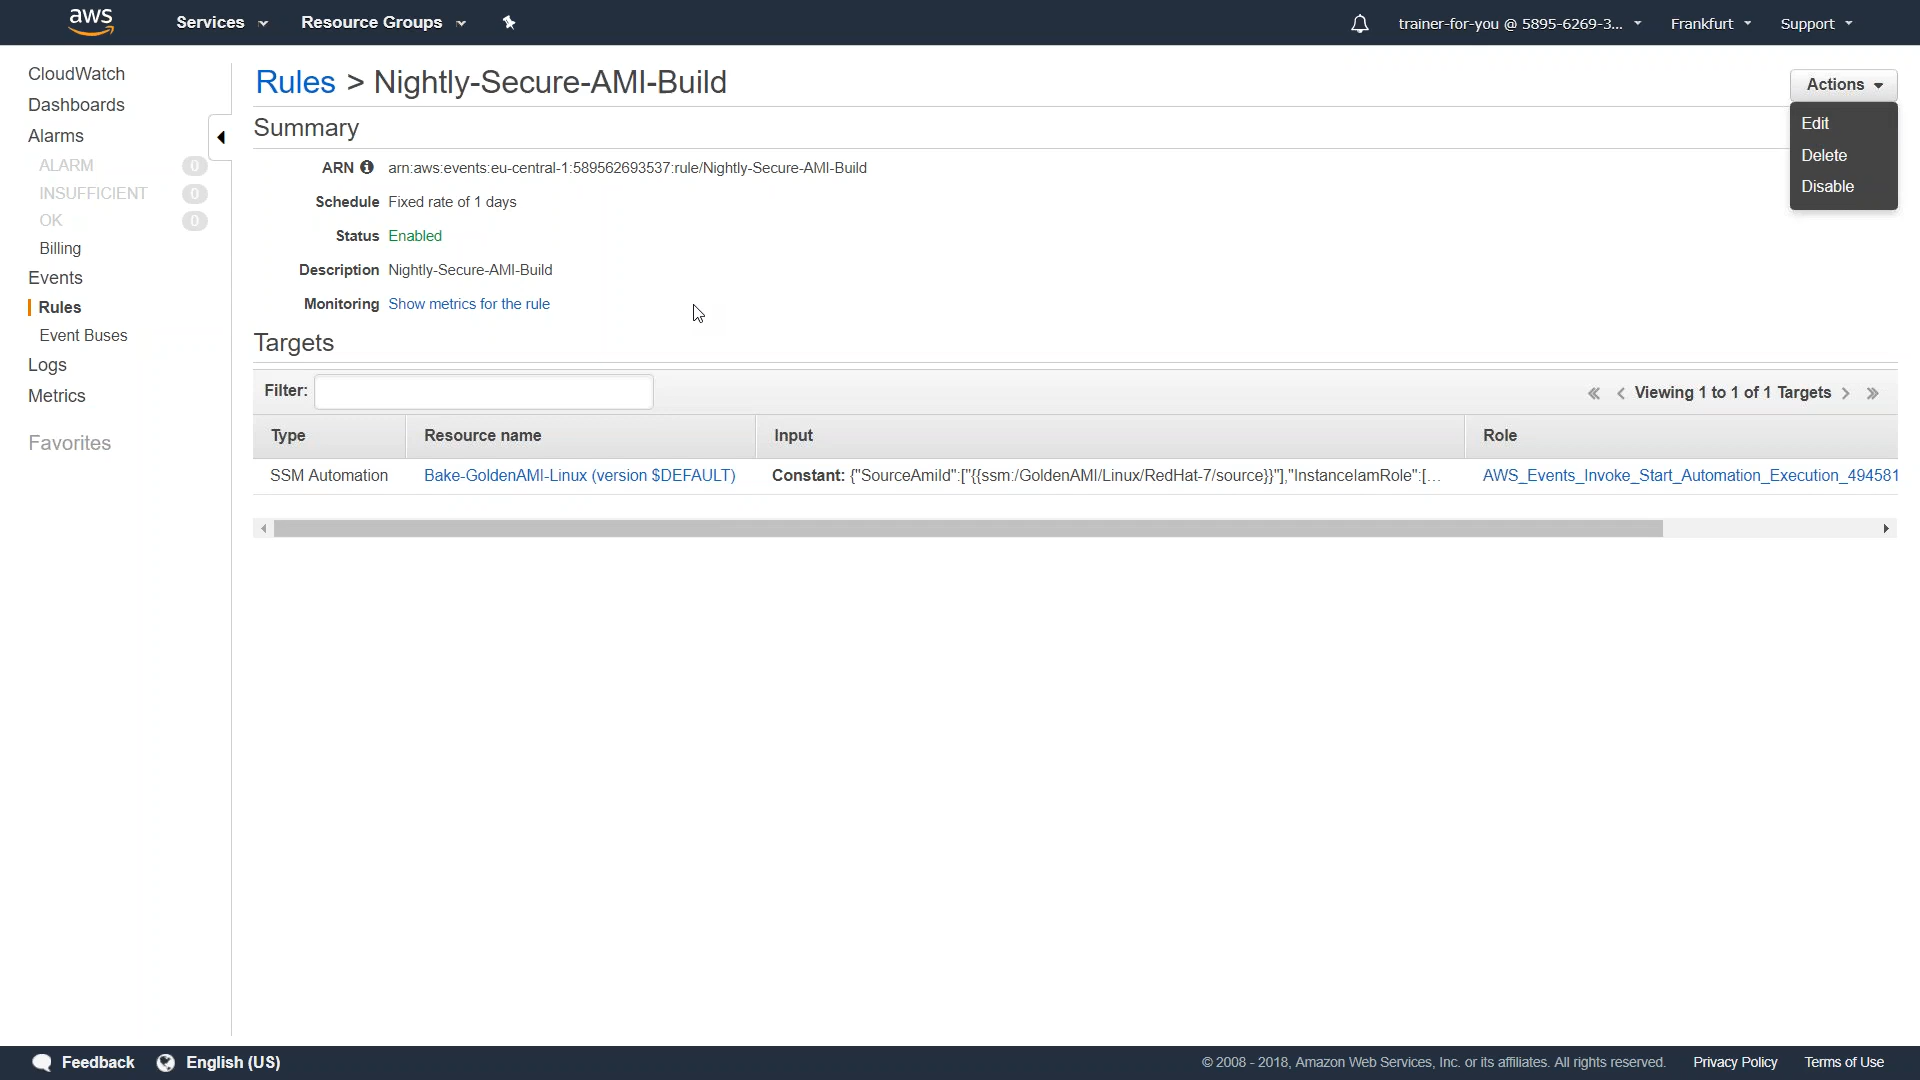 aws Services Resource Groups trainer-for-you @ 5895-6269-3... Frankfurt Support
CloudWatch
Dashboards
Alarms
ALARM 0
INSUFFICIENT 0
OK 0
Billing
Events
Rules
Event Buses
Logs
Metrics
Favorites
Rules > Nightly-Secure-AMI-Build
Actions
Edit
Delete
Disable
Summary
ARN arn:aws:events:eu-central-1:589562693537:rule/Nightly-Secure-AMI-Build
Schedule Fixed rate of 1 days
Status Enabled
Description Nightly-Secure-AMI-Build
Monitoring Show metrics for the rule
Targets
Filter: « ‹ Viewing 1 to 1 of 1 Targets › »
Type Resource name Input Role
SSM Automation Bake-GoldenAMI-Linux (version $DEFAULT) Constant: {"SourceAmiId":["{{ssm:/GoldenAMI/Linux/RedHat-7/source}}"],"InstanceIamRole":[... AWS_Events_Invoke_Start_Automation_Execution_494581
Feedback English (US) © 2008 - 2018, Amazon Web Services, Inc. or its affiliates. All rights reserved. Privacy Policy Terms of Use